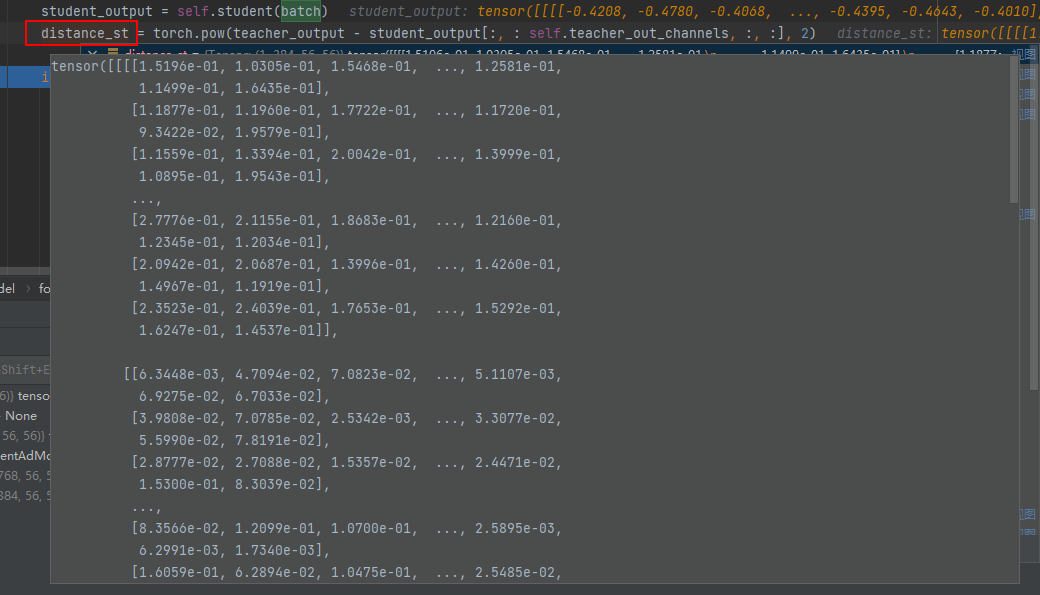 student_output = self.student(batch) student_output: tensor([[[[-0.4208, -0.4780, -0.4068, ..., -0.4395, -0.4643, -0.4010],
distance_st = torch.pow(teacher_output - student_output[:, : self.teacher_out_channels, :, :], 2) distance_st: tensor([[[[1.
i
tensor([[[[1.5196e-01, 1.0305e-01, 1.5468e-01, ..., 1.2581e-01,
1.1499e-01, 1.6435e-01],
[1.1877e-01, 1.1960e-01, 1.7722e-01, ..., 1.1720e-01,
9.3422e-02, 1.9579e-01],
[1.1559e-01, 1.3394e-01, 2.0042e-01, ..., 1.3999e-01,
1.0895e-01, 1.9543e-01],
...,
[2.7776e-01, 2.1155e-01, 1.8683e-01, ..., 1.2160e-01,
1.2345e-01, 1.2034e-01],
[2.0942e-01, 2.0687e-01, 1.3996e-01, ..., 1.4260e-01,
1.4967e-01, 1.1919e-01],
[2.3523e-01, 2.4039e-01, 1.7653e-01, ..., 1.5292e-01,
1.6247e-01, 1.4537e-01]],
[[6.3448e-03, 4.7094e-02, 7.0823e-02, ..., 5.1107e-03,
6.9275e-02, 6.7033e-02],
[3.9808e-02, 7.0785e-02, 2.5342e-03, ..., 3.3077e-02,
5.5990e-02, 7.8191e-02],
[2.8777e-02, 2.7088e-02, 1.5357e-02, ..., 2.4471e-02,
1.5300e-01, 8.3039e-02],
...,
[8.3566e-02, 1.2099e-01, 1.0700e-01, ..., 2.5895e-03,
6.2991e-03, 1.7340e-03],
[1.6059e-01, 6.2894e-02, 1.0475e-01, ..., 2.5485e-02,
del › fo
Shift+E
6)} tenso
None
56, 56)}
entAdMo
768, 56, 5
384, 56, 5
视图
视图
视图
视图
视图
视图